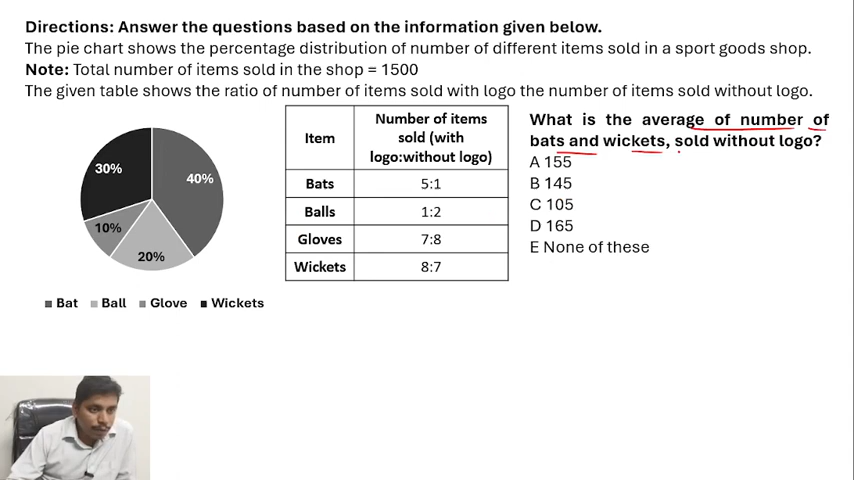 Directions: Answer the questions based on the information given below.
The pie chart shows the percentage distribution of number of different items sold in a sport goods shop.
Note: Total number of items sold in the shop = 1500
The given table shows the ratio of number of items sold with logo the number of items sold without logo.
30%
40%
10%
20%
Bat Ball Glove Wickets
Item Number of items sold (with logo:without logo)
Bats 5:1
Balls 1:2
Gloves 7:8
Wickets 8:7
What is the average of number of
bats and wickets, sold without logo?
A 155
B 145
C 105
D 165
E None of these